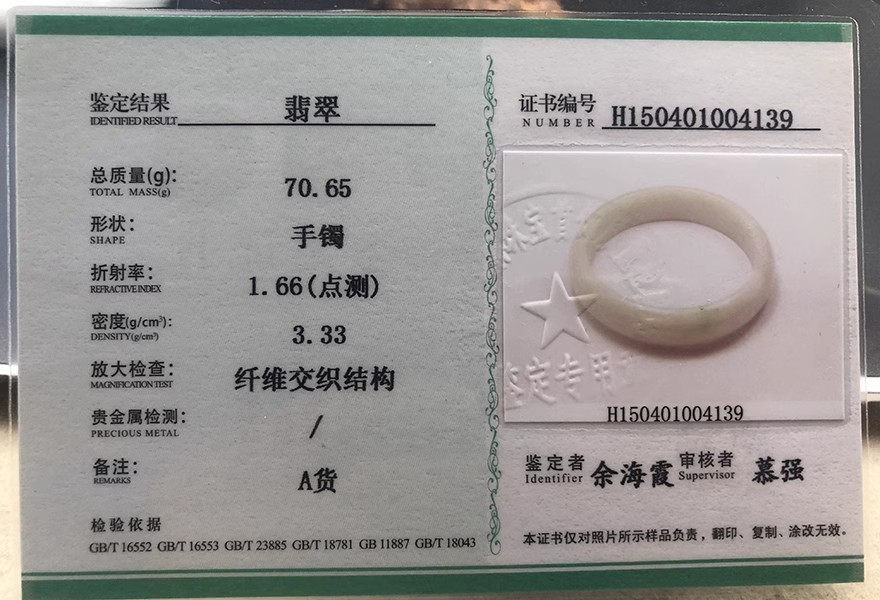 鉴定结果 翡翠
IDENTIFIED RESULT
总质量(g): 70.65
TOTAL MASS(g)
形状: 手镯
SHAPE
折射率: 1.66(点测)
REFRACTIVE INDEX
密度(g/cm³): 3.33
DENSITY(g/cm³)
放大检查: 纤维交织结构
MAGNIFICATION TEST
贵金属检测: /
PRECIOUS METAL
备注: A货
REMARKS
检验依据
GB/T 16552 GB/T 16553 GB/T 23885 GB/T 18781 GB 11887 GB/T 18043
证书编号 H150401004139
NUMBER
鉴定专用
H150401004139
鉴定者 余海霞 审核者 慕强
Identifier Supervisor
本证书仅对照片所示样品负责，翻印、复制、涂改无效。